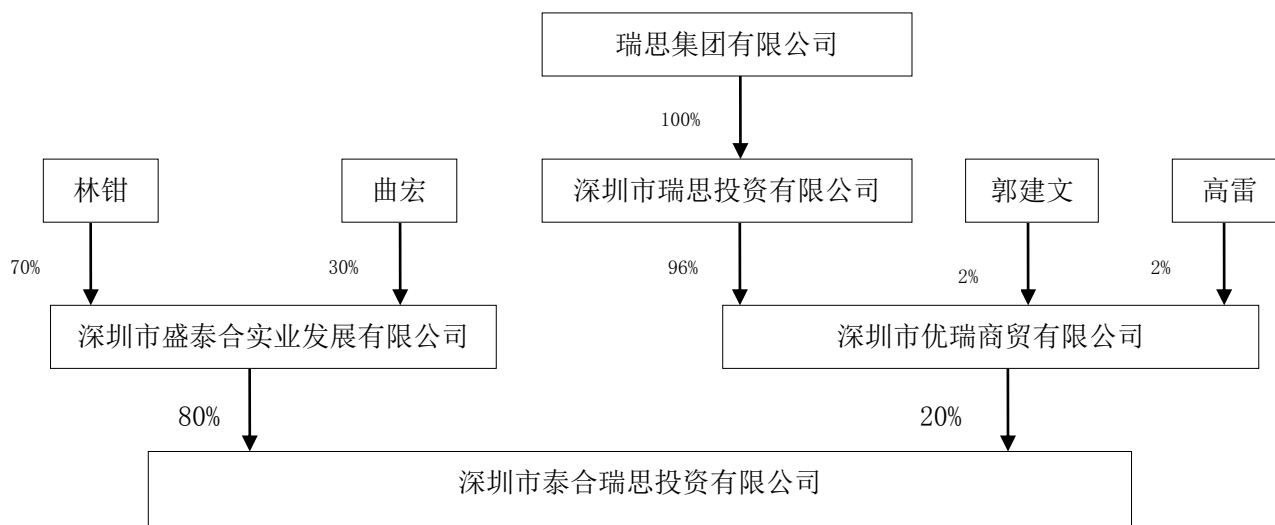 瑞思集团有限公司
100%
林钳
曲宏
深圳市瑞思投资有限公司
郭建文
高雷
70%
30%
96%
2%
2%
深圳市盛泰合实业发展有限公司
深圳市优瑞商贸有限公司
80%
20%
深圳市泰合瑞思投资有限公司